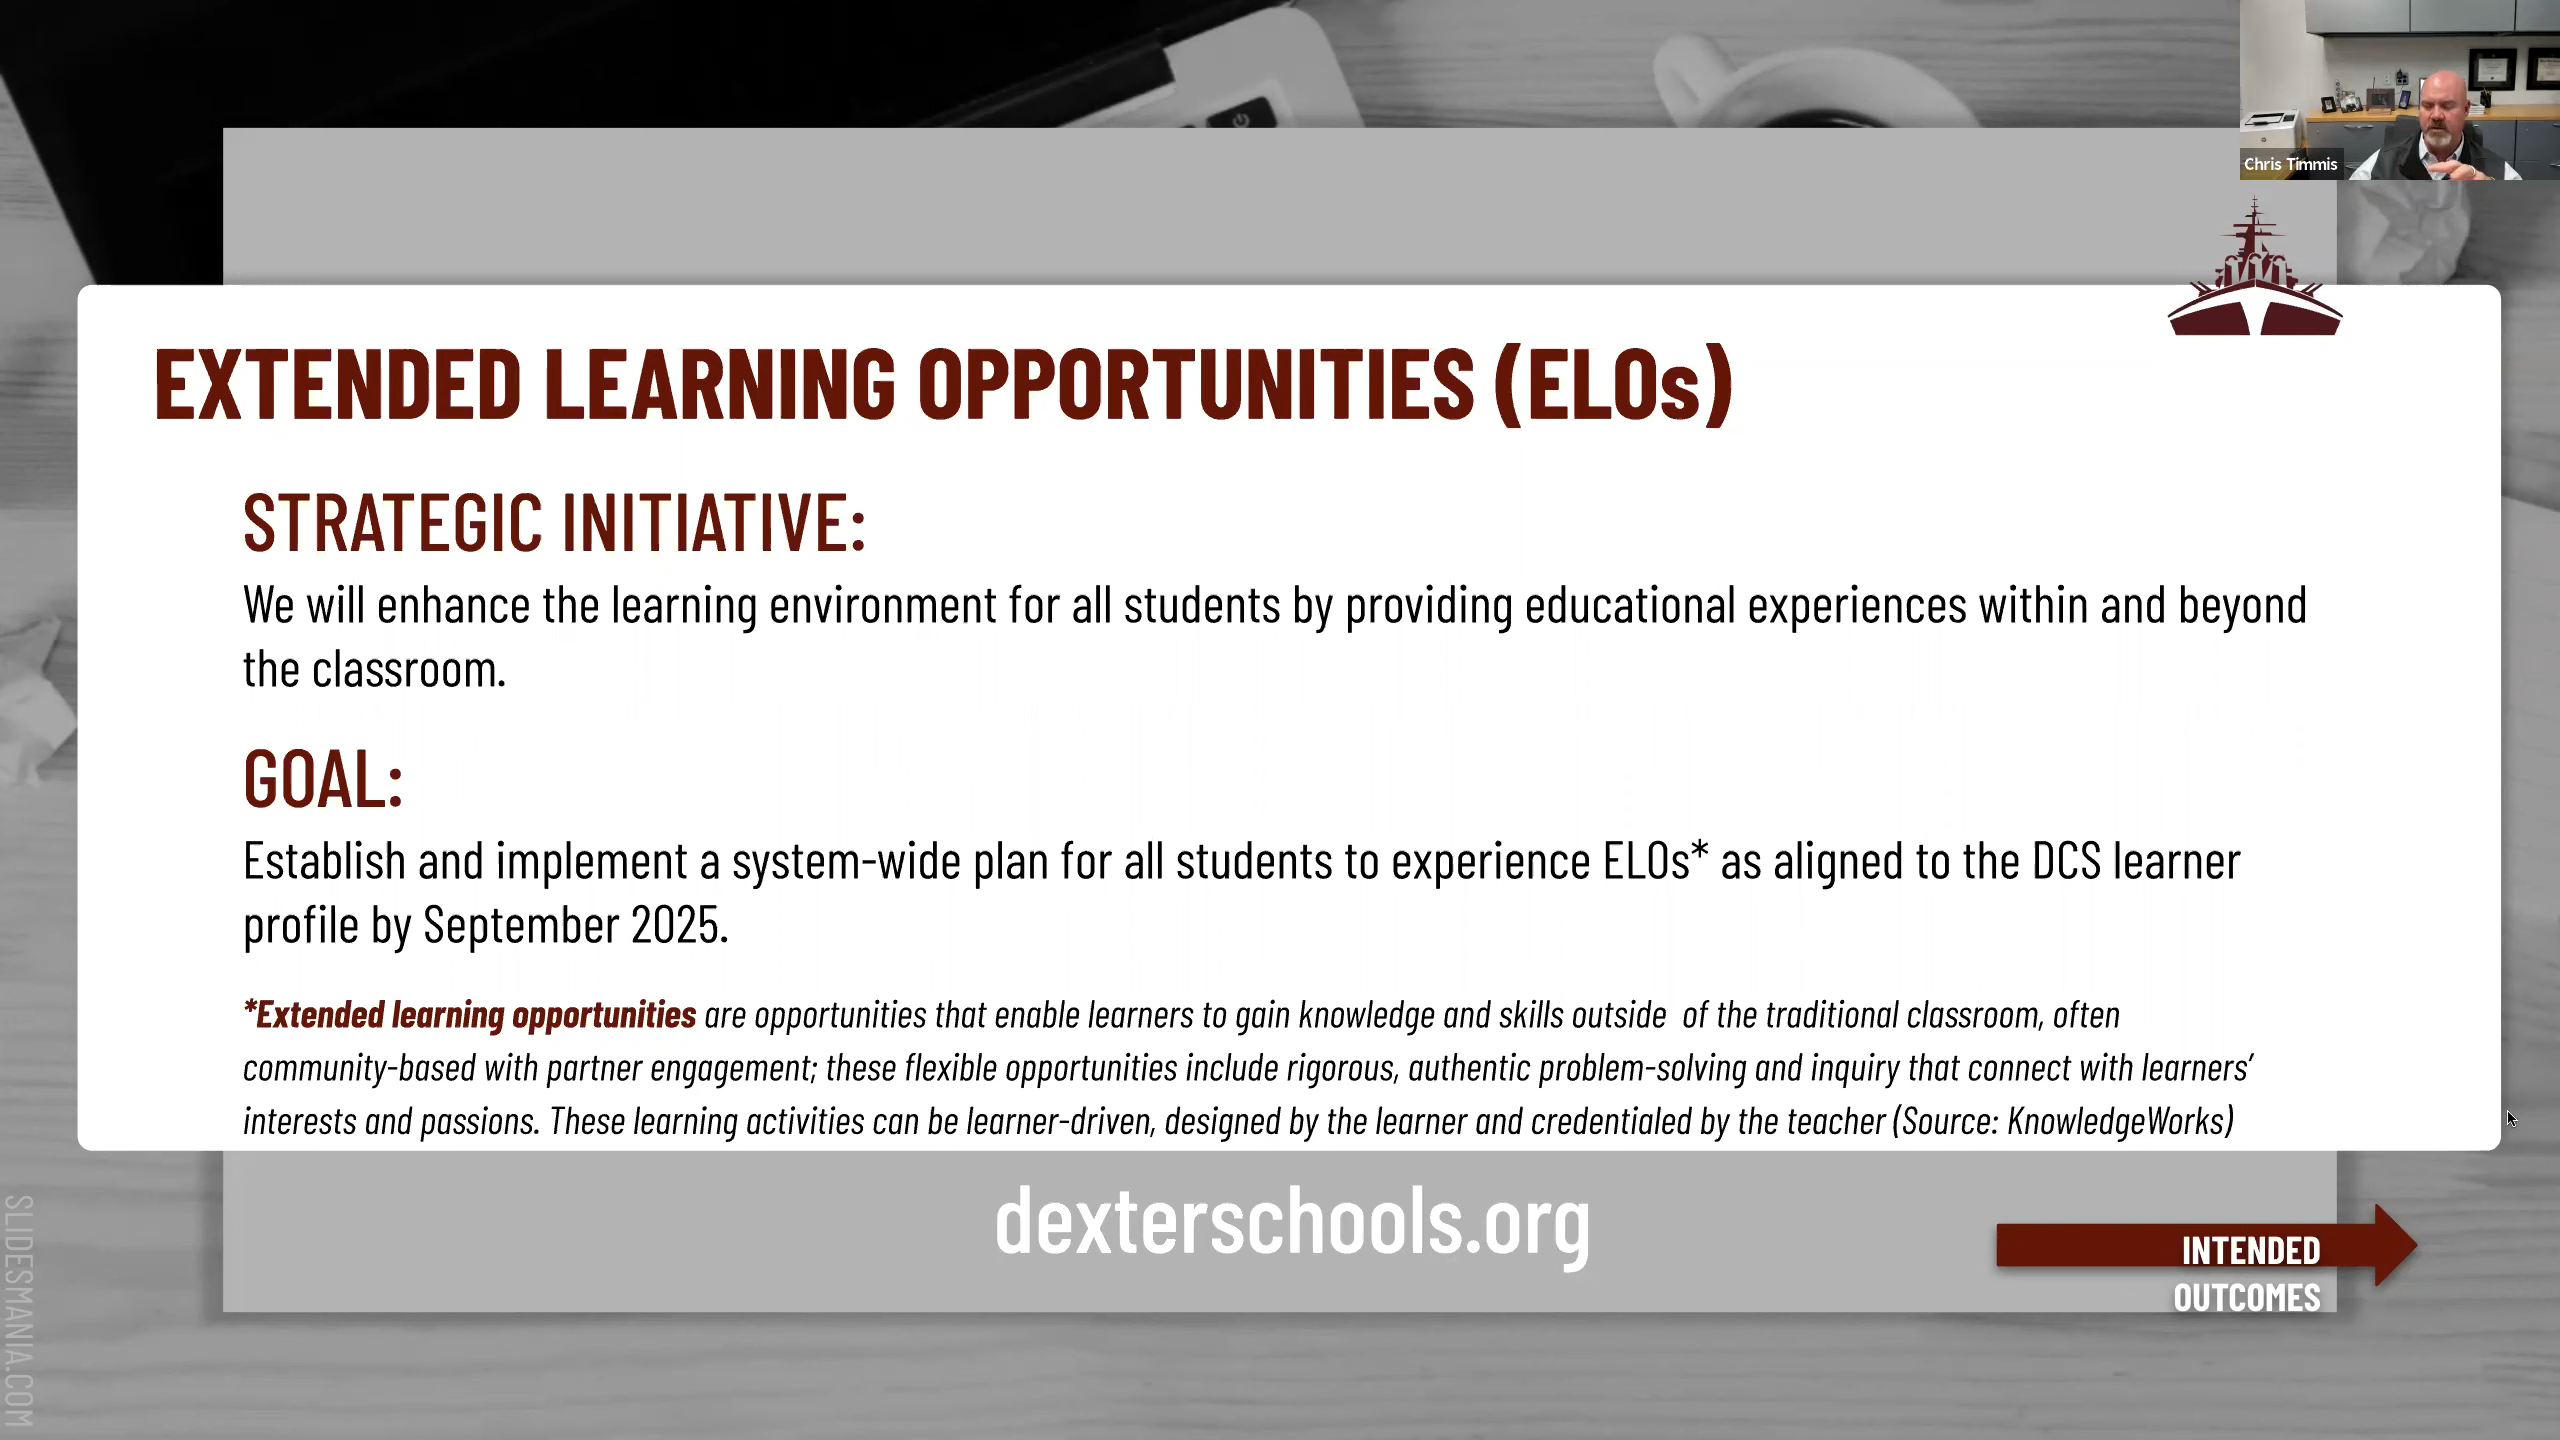 Chris Timmis
EXTENDED LEARNING OPPORTUNITIES (ELOs)
STRATEGIC INITIATIVE:
We will enhance the learning environment for all students by providing educational experiences within and beyond
the classroom.
GOAL:
Establish and implement a system-wide plan for all students to experience ELOs* as aligned to the DCS learner
profile by September 2025.
*Extended learning opportunities are opportunities that enable learners to gain knowledge and skills outside  of the traditional classroom, often
community-based with partner engagement; these flexible opportunities include rigorous, authentic problem-solving and inquiry that connect with learners’
interests and passions. These learning activities can be learner-driven, designed by the learner and credentialed by the teacher (Source: KnowledgeWorks)
dexterschools.org
INTENDED
OUTCOMES
SLIDESMANIA.COM